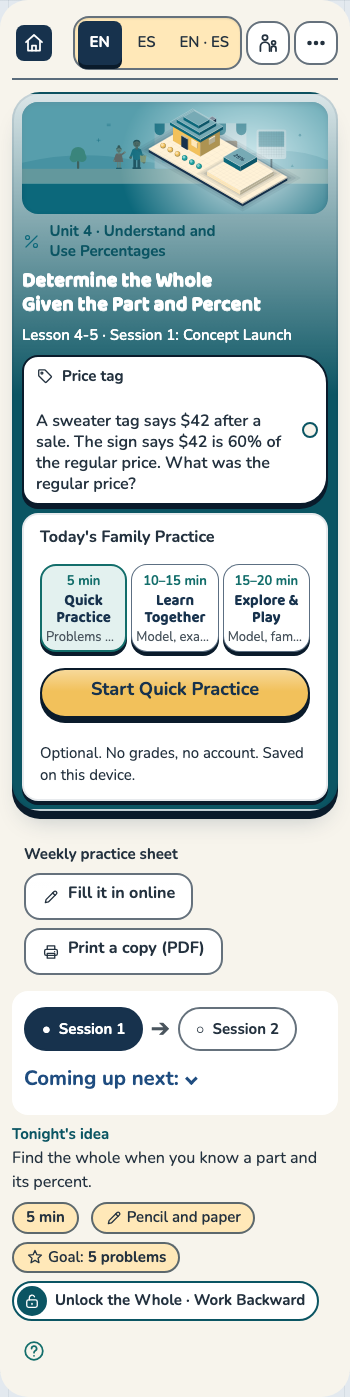 EN ES EN · ES
Unit 4 · Understand and
Use Percentages
Determine the Whole
Given the Part and Percent
Lesson 4-5 · Session 1: Concept Launch
Price tag
A sweater tag says $42 after a
sale. The sign says $42 is 60% of
the regular price. What was the
regular price?
Today's Family Practice
5 min
Quick
Practice
Problems ...
10–15 min
Learn
Together
Model, exa...
15–20 min
Explore &
Play
Model, fam...
Start Quick Practice
Optional. No grades, no account. Saved
on this device.
Weekly practice sheet
Fill it in online
Print a copy (PDF)
Session 1 ➔ Session 2
Coming up next:
Tonight's idea
Find the whole when you know a part and
its percent.
5 min Pencil and paper
Goal: 5 problems
Unlock the Whole · Work Backward